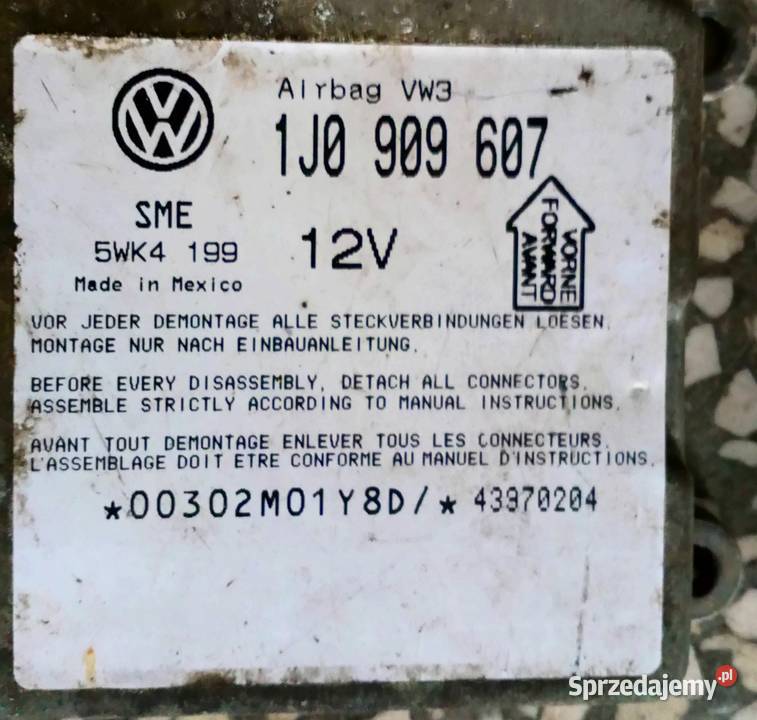 Airbag VW3
1J0 909 607
SME
5WK4 199
12V
Made in Mexico
VORNE
FORWARD
AVANT
VOR JEDER DEMONTAGE ALLE STECKVERBINDUNGEN LOESEN.
MONTAGE NUR NACH EINBAUANLEITUNG.
BEFORE EVERY DISASSEMBLY, DETACH ALL CONNECTORS.
ASSEMBLE STRICTLY ACCORDING TO MANUAL INSTRUCTIONS.
AVANT TOUT DEMONTAGE ENLEVER TOUS LES CONNECTEURS.
L'ASSEMBLAGE DOIT ETRE CONFORME AU MANUEL D'INSTRUCTIONS.
*00302M01Y8D/* 43970204
Sprzedajemy.pl